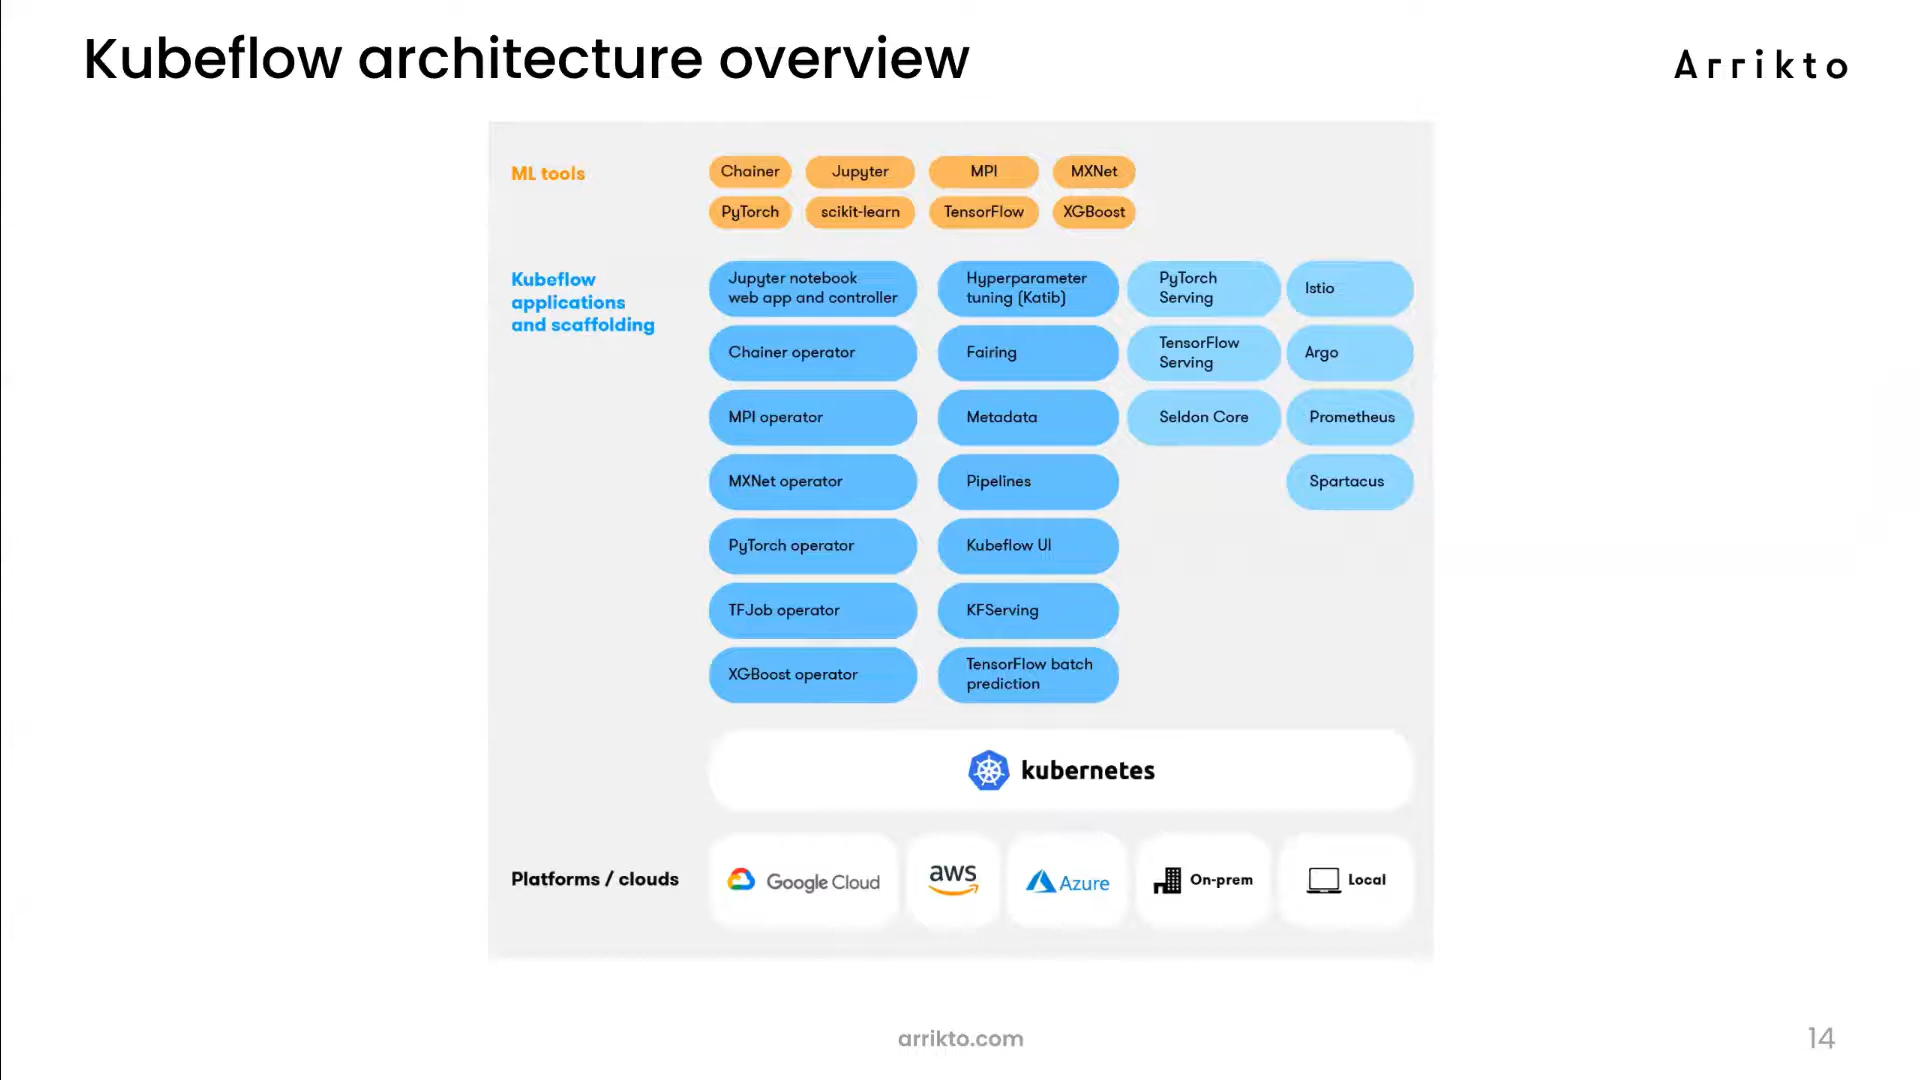 Kubeflow architecture overview
Arrikto
ML tools
Chainer
Jupyter
MPI
MXNet
PyTorch
scikit-learn
TensorFlow
XGBoost
Kubeflow
applications
and scaffolding
Jupyter notebook
web app and controller
Hyperparameter
tuning (Katib)
PyTorch
Serving
Istio
Chainer operator
Fairing
TensorFlow
Serving
Argo
MPI operator
Metadata
Seldon Core
Prometheus
MXNet operator
Pipelines
Spartacus
PyTorch operator
Kubeflow UI
TFJob operator
KFServing
XGBoost operator
TensorFlow batch
prediction
kubernetes
Platforms / clouds
Google Cloud
aws
Azure
On-prem
Local
arrikto.com
14